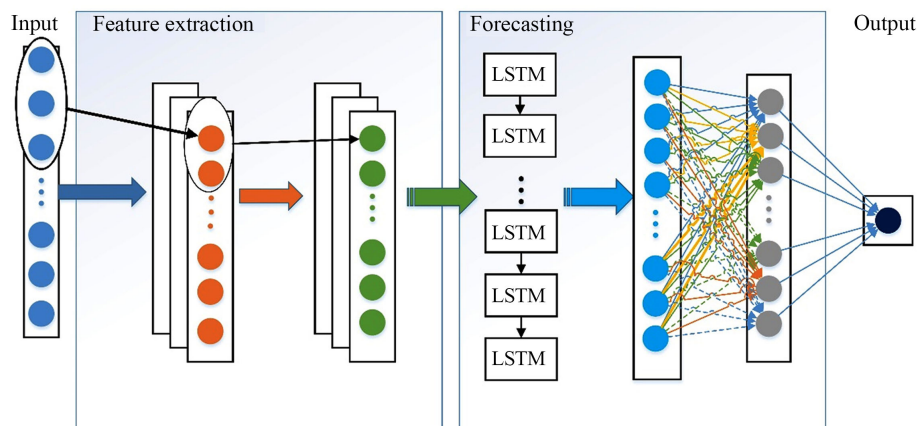 Input
Feature extraction
Forecasting
Output
LSTM
LSTM
LSTM
LSTM
LSTM